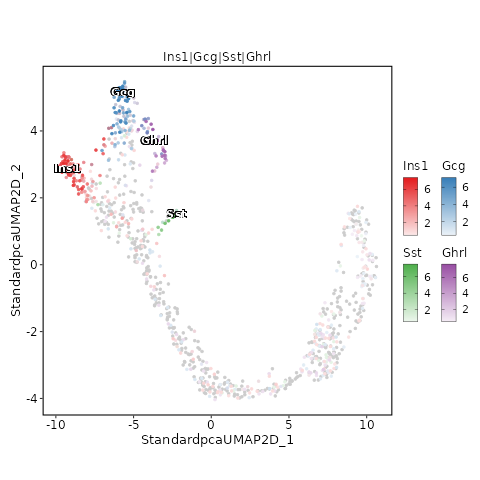 Ins1|Gcg|Sst|Ghrl
Gcg
Ghrl
Ins1
Sst
StandardpcaUMAP2D_2
4
2
0
-2
-4
-10
-5
0
5
10
StandardpcaUMAP2D_1
Ins1
6
4
2
Gcg
6
4
2
Sst
6
4
2
Ghrl
6
4
2